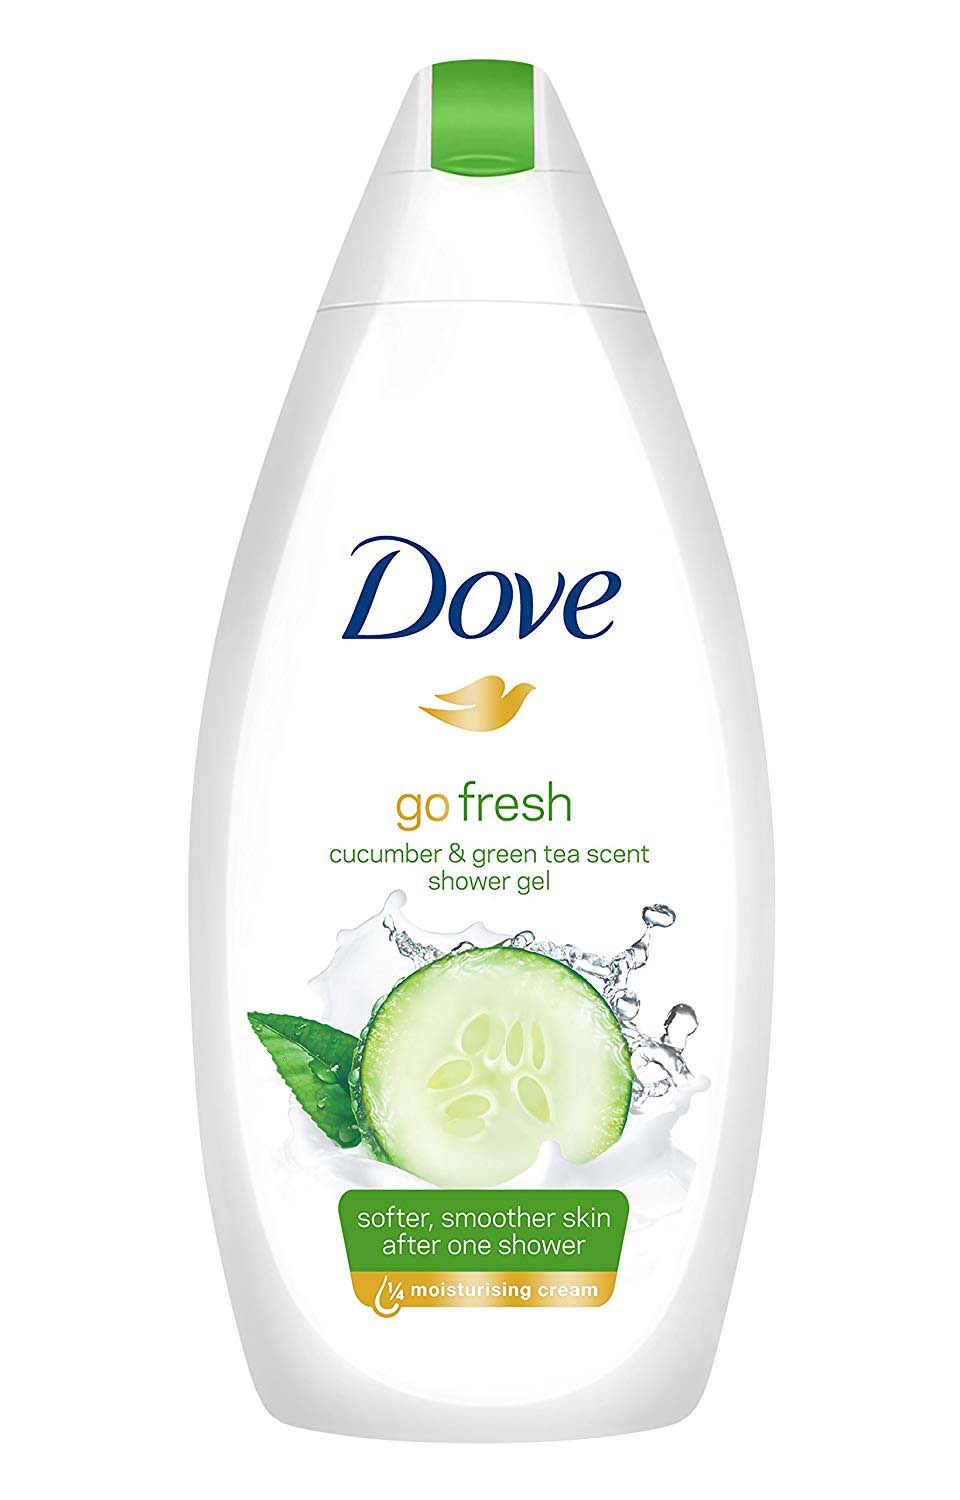 Dove
go fresh
cucumber & green tea scent
shower gel
softer, smoother skin
after one shower
¼ moisturising cream